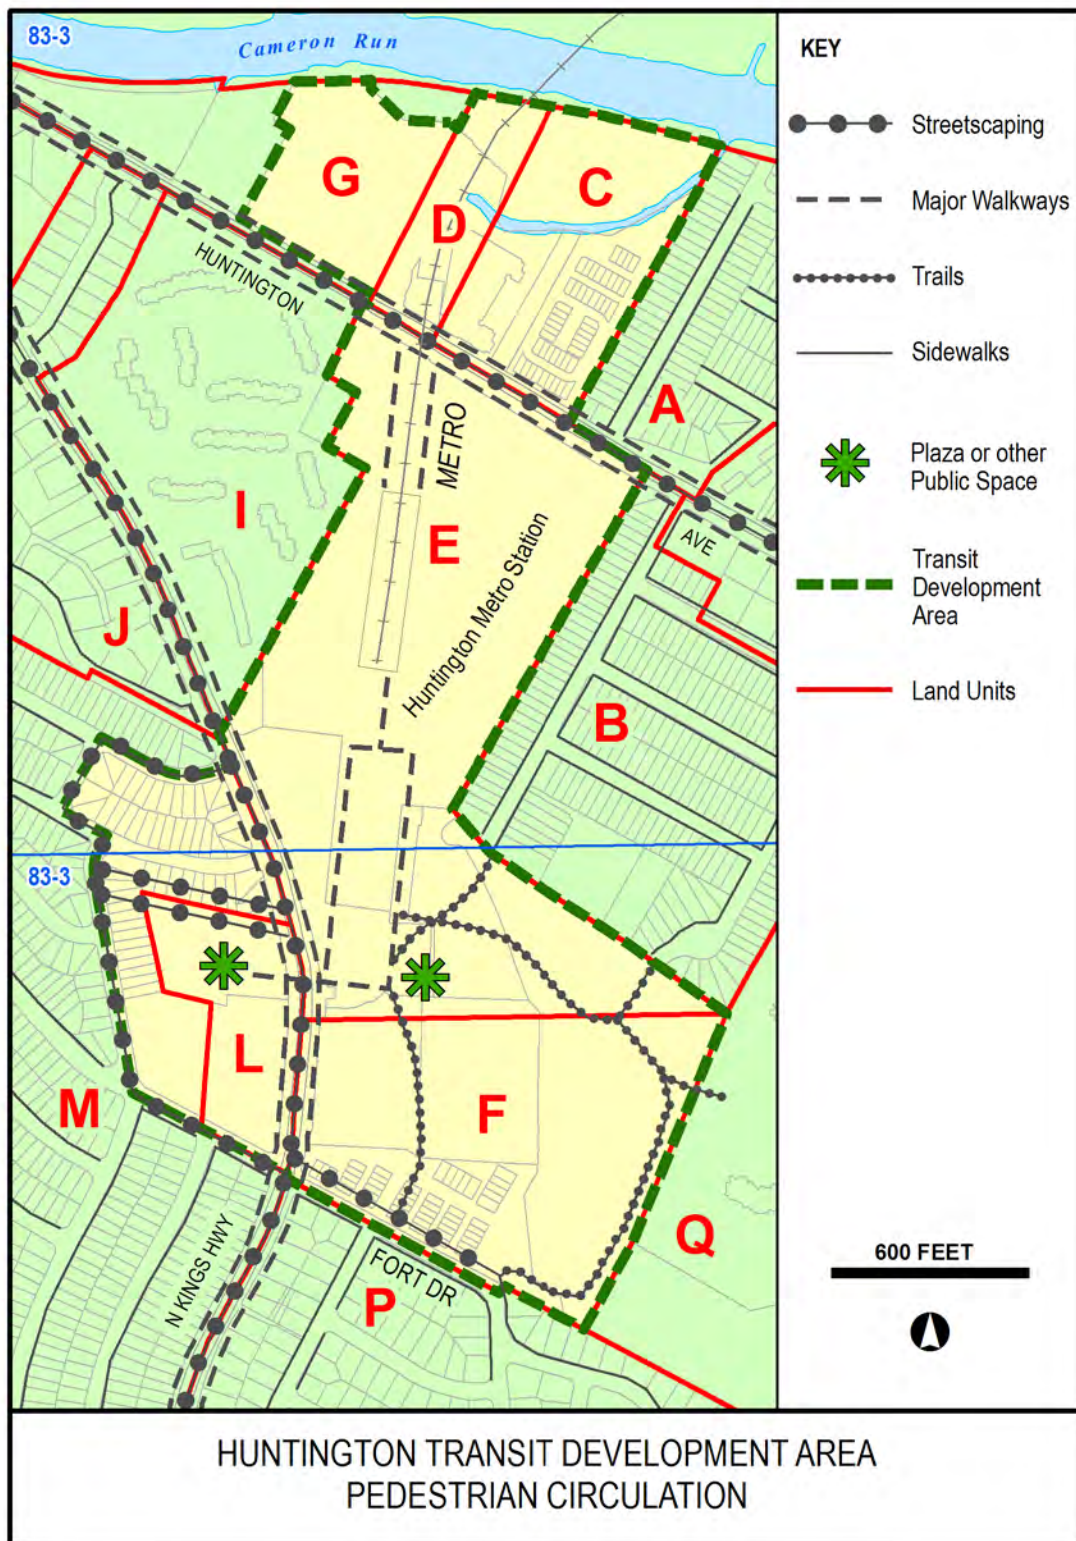 83-3
Cameron Run
KEY
Streetscaping
Major Walkways
Trails
Sidewalks
Plaza or other
Public Space
Transit
Development
Area
Land Units
G
D
C
HUNTINGTON
A
METRO
I
E
Huntington Metro Station
AVE
J
B
83-3
L
M
F
Q
N KINGS HWY
FORT DR
P
600 FEET
HUNTINGTON TRANSIT DEVELOPMENT AREA
PEDESTRIAN CIRCULATION